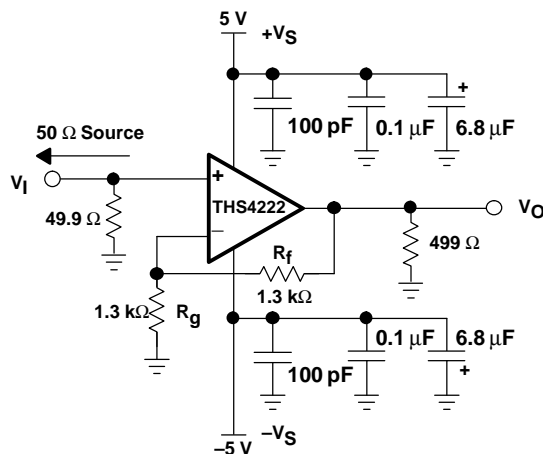 5 V
+VS
+
100 pF
0.1 µF
6.8 µF
50 Ω Source
VI
+
THS4222
_
VO
49.9 Ω
Rf
499 Ω
1.3 kΩ
1.3 kΩ
Rg
0.1 µF
6.8 µF
100 pF
+
−5 V
−VS